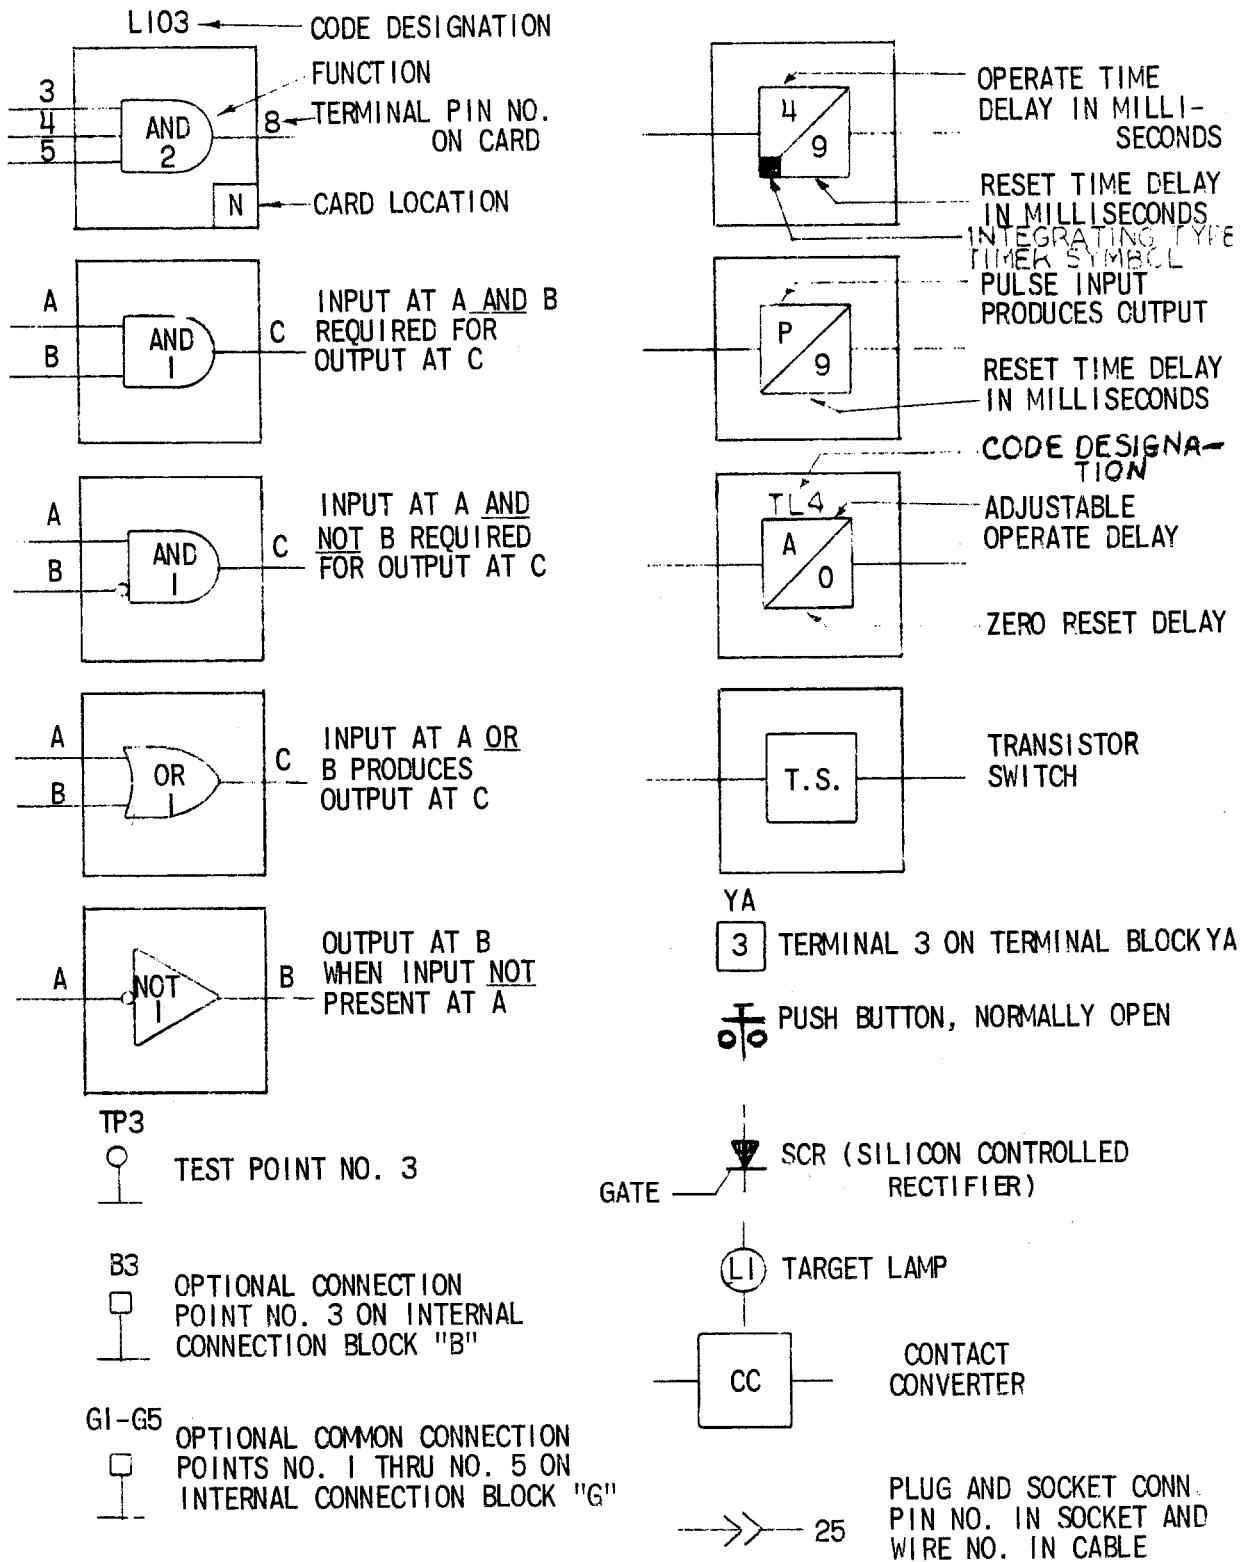 L103
CODE DESIGNATION
FUNCTION
3
4
5
AND
2
8
TERMINAL PIN NO.
ON CARD
N
CARD LOCATION
A
B
AND
1
C
INPUT AT A AND B
REQUIRED FOR
OUTPUT AT C
A
B
AND
1
C
INPUT AT A AND
NOT B REQUIRED
FOR OUTPUT AT C
A
B
OR
1
C
INPUT AT A OR
B PRODUCES
OUTPUT AT C
A
NOT
1
B
OUTPUT AT B
WHEN INPUT NOT
PRESENT AT A
TP3
TEST POINT NO. 3
B3
OPTIONAL CONNECTION
POINT NO. 3 ON INTERNAL
CONNECTION BLOCK "B"
G1-G5
OPTIONAL COMMON CONNECTION
POINTS NO. 1 THRU NO. 5 ON
INTERNAL CONNECTION BLOCK "G"
4
9
OPERATE TIME
DELAY IN MILLI-
SECONDS
RESET TIME DELAY
IN MILLISECONDS
INTEGRATING TYPE
TIMER SYMBOL
P
9
PULSE INPUT
PRODUCES OUTPUT
RESET TIME DELAY
IN MILLISECONDS
CODE DESIGNA-
TION
TL4
A
0
ADJUSTABLE
OPERATE DELAY
ZERO RESET DELAY
T.S.
TRANSISTOR
SWITCH
YA
3
TERMINAL 3 ON TERMINAL BLOCK YA
PUSH BUTTON, NORMALLY OPEN
GATE
SCR (SILICON CONTROLLED
RECTIFIER)
L1
TARGET LAMP
CC
CONTACT
CONVERTER
25
PLUG AND SOCKET CONN.
PIN NO. IN SOCKET AND
WIRE NO. IN CABLE